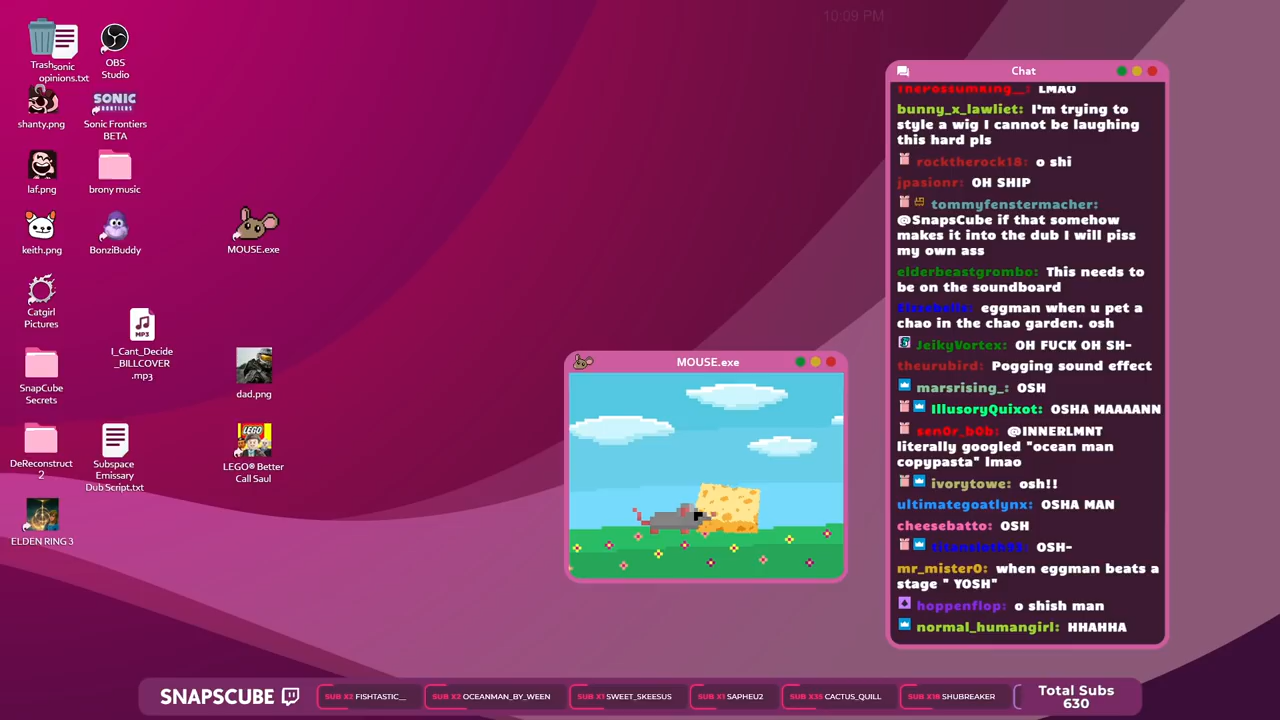 10:09 PM
Trash
sonic
opinions.txt
OBS
Studio
shanty.png
SONIC
FRONTIERS
Sonic Frontiers
BETA
laf.png
brony music
keith.png
BonziBuddy
MOUSE.exe
Catgirl
Pictures
MP3
I_Cant_Decide
_BILLCOVER
.mp3
SnapCube
Secrets
dad.png
DeReconstruct
2
Subspace
Emissary
Dub Script.txt
LEGO
LEGO® Better
Call Saul
ELDEN RING 3
MOUSE.exe
Chat
ThePossumKing__: LMAO
bunny_x_lawliet: I'm trying to
style a wig I cannot be laughing
this hard pls
rocktherock18: o shi
jpasionr: OH SHIP
tommyfenstermacher:
@SnapsCube if that somehow
makes it into the dub I will piss
my own ass
elderbeastgrombo: This needs to
be on the soundboard
eggman when u pet a
chao in the chao garden. osh
JeikyVortex: OH FUCK OH SH-
theurubird: Pogging sound effect
marsrising_: OSH
IllusoryQuixot: OSHA MAAAANN
sen0r_b0b: @INNERLMNT
literally googled "ocean man
copypasta" lmao
ivorytowe: osh!!
ultimategoatlynx: OSHA MAN
cheesebatto: OSH
OSH-
mr_mister0: when eggman beats a
stage " YOSH"
hoppenflop: o shish man
normal_humangirl: HHAHHA
SNAPSCUBE
SUB X2 FISHTASTIC__
SUB X2 OCEANMAN_BY_WEEN
SUB X1 SWEET_SKEESUS
SUB X1 SAPHEU2
SUB X35 CACTUS_QUILL
SUB X18 SHUBREAKER
Total Subs
630